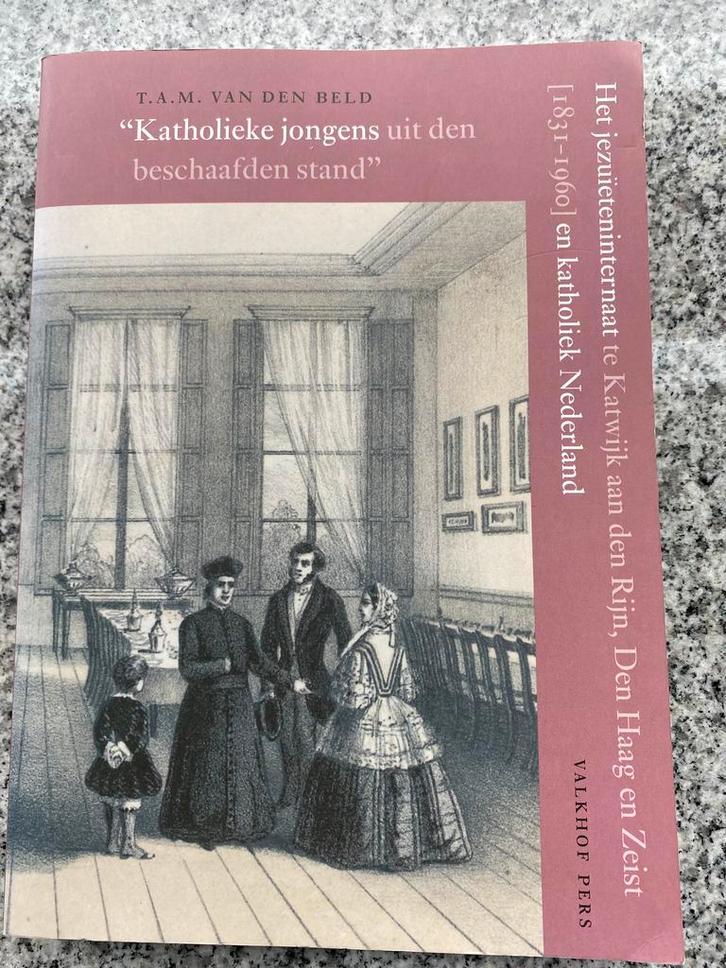 T.A.M. VAN DEN BELD
“Katholieke jongens uit den
beschaafden stand”
Het jezuïeteninternaat te Katwijk aan den Rijn, Den Haag en Zeist
[1831-1960] en katholiek Nederland
VALKHOF PERS